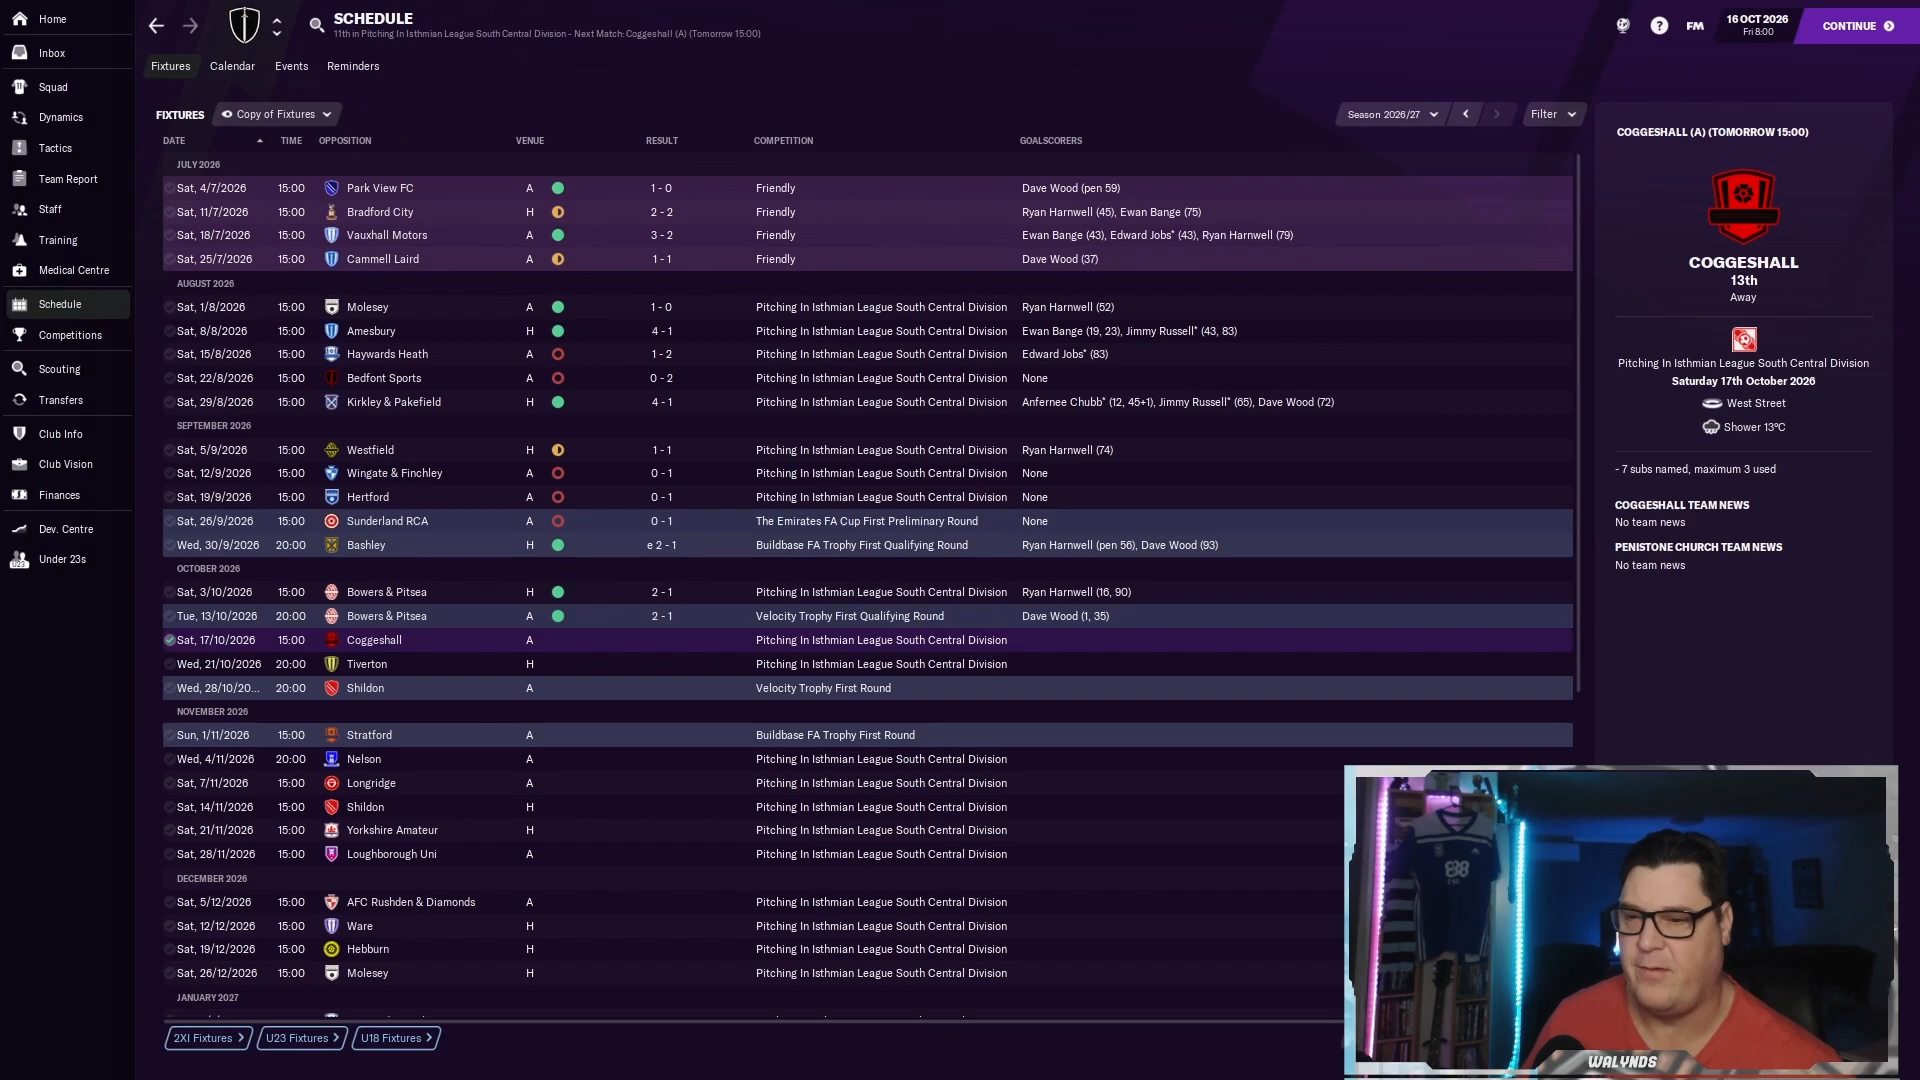 Home
Inbox
Squad
Dynamics
Tactics
Team Report
Staff
Training
Medical Centre
Schedule
Competitions
Scouting
Transfers
Club Info
Club Vision
Finances
Dev. Centre
Under 23s
SCHEDULE
11th in Pitching In Isthmian League South Central Division - Next Match: Coggeshall (A) (Tomorrow 15:00)
FM
16 OCT 2026
Fri 8:00
CONTINUE
Fixtures Calendar Events Reminders
FIXTURES Copy of Fixtures Season 2026/27 Filter
DATE TIME OPPOSITION VENUE RESULT COMPETITION GOALSCORERS
JULY 2026
Sat, 4/7/2026 15:00 Park View FC A 1 - 0 Friendly Dave Wood (pen 59)
Sat, 11/7/2026 15:00 Bradford City H 2 - 2 Friendly Ryan Harnwell (45), Ewan Bange (75)
Sat, 18/7/2026 15:00 Vauxhall Motors A 3 - 2 Friendly Ewan Bange (43), Edward Jobs* (43), Ryan Harnwell (79)
Sat, 25/7/2026 15:00 Cammell Laird A 1 - 1 Friendly Dave Wood (37)
AUGUST 2026
Sat, 1/8/2026 15:00 Molesey A 1 - 0 Pitching In Isthmian League South Central Division Ryan Harnwell (52)
Sat, 8/8/2026 15:00 Amesbury H 4 - 1 Pitching In Isthmian League South Central Division Ewan Bange (19, 23), Jimmy Russell* (43, 83)
Sat, 15/8/2026 15:00 Haywards Heath A 1 - 2 Pitching In Isthmian League South Central Division Edward Jobs* (83)
Sat, 22/8/2026 15:00 Bedfont Sports A 0 - 2 Pitching In Isthmian League South Central Division None
Sat, 29/8/2026 15:00 Kirkley & Pakefield H 4 - 1 Pitching In Isthmian League South Central Division Anfernee Chubb* (12, 45+1), Jimmy Russell* (65), Dave Wood (72)
SEPTEMBER 2026
Sat, 5/9/2026 15:00 Westfield H 1 - 1 Pitching In Isthmian League South Central Division Ryan Harnwell (74)
Sat, 12/9/2026 15:00 Wingate & Finchley A 0 - 1 Pitching In Isthmian League South Central Division None
Sat, 19/9/2026 15:00 Hertford A 0 - 1 Pitching In Isthmian League South Central Division None
Sat, 26/9/2026 15:00 Sunderland RCA A 0 - 1 The Emirates FA Cup First Preliminary Round None
Wed, 30/9/2026 20:00 Bashley H e 2 - 1 Buildbase FA Trophy First Qualifying Round Ryan Harnwell (pen 56), Dave Wood (93)
OCTOBER 2026
Sat, 3/10/2026 15:00 Bowers & Pitsea H 2 - 1 Pitching In Isthmian League South Central Division Ryan Harnwell (16, 90)
Tue, 13/10/2026 20:00 Bowers & Pitsea A 2 - 1 Velocity Trophy First Qualifying Round Dave Wood (1, 35)
Sat, 17/10/2026 15:00 Coggeshall A Pitching In Isthmian League South Central Division
Wed, 21/10/2026 20:00 Tiverton H Pitching In Isthmian League South Central Division
Wed, 28/10/20... 20:00 Shildon A Velocity Trophy First Round
NOVEMBER 2026
Sun, 1/11/2026 15:00 Stratford A Buildbase FA Trophy First Round
Wed, 4/11/2026 20:00 Nelson A Pitching In Isthmian League South Central Division
Sat, 7/11/2026 15:00 Longridge A Pitching In Isthmian League South Central Division
Sat, 14/11/2026 15:00 Shildon H Pitching In Isthmian League South Central Division
Sat, 21/11/2026 15:00 Yorkshire Amateur H Pitching In Isthmian League South Central Division
Sat, 28/11/2026 15:00 Loughborough Uni A Pitching In Isthmian League South Central Division
DECEMBER 2026
Sat, 5/12/2026 15:00 AFC Rushden & Diamonds A Pitching In Isthmian League South Central Division
Sat, 12/12/2026 15:00 Ware H Pitching In Isthmian League South Central Division
Sat, 19/12/2026 15:00 Hebburn H Pitching In Isthmian League South Central Division
Sat, 26/12/2026 15:00 Molesey H Pitching In Isthmian League South Central Division
JANUARY 2027
2XI Fixtures U23 Fixtures U18 Fixtures
COGGESHALL (A) (TOMORROW 15:00)
COGGESHALL
13th
Away
Pitching In Isthmian League South Central Division
Saturday 17th October 2026
West Street
Shower 13°C
- 7 subs named, maximum 3 used
COGGESHALL TEAM NEWS
No team news
PENISTONE CHURCH TEAM NEWS
No team news
WALYNDS